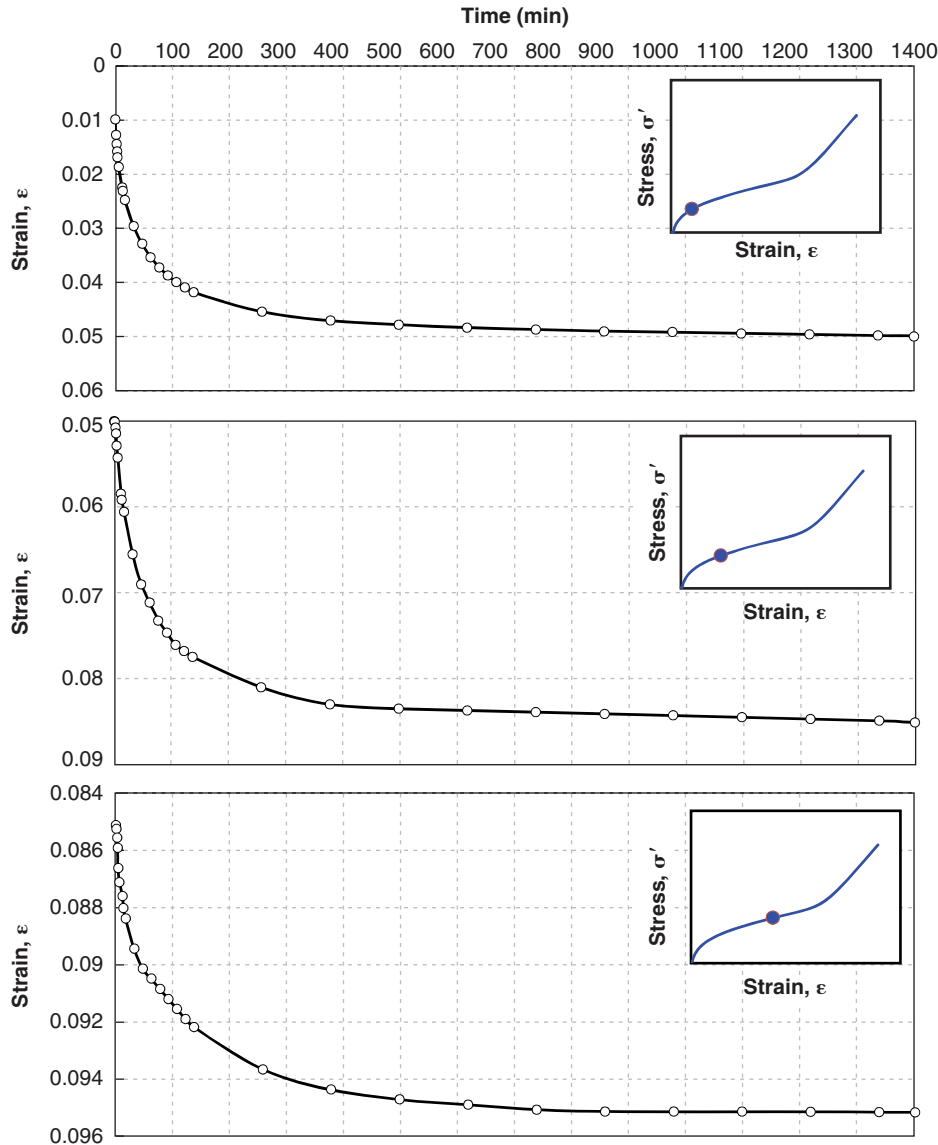 Time (min)
0 100 200 300 400 500 600 700 800 900 1000 1100 1200 1300 1400
0
0.01
0.02
0.03
0.04
0.05
0.06
Strain, ε
Stress, σ′
Strain, ε
0.05
0.06
0.07
0.08
0.09
Strain, ε
Stress, σ′
Strain, ε
0.084
0.086
0.088
0.09
0.092
0.094
0.096
Strain, ε
Stress, σ′
Strain, ε